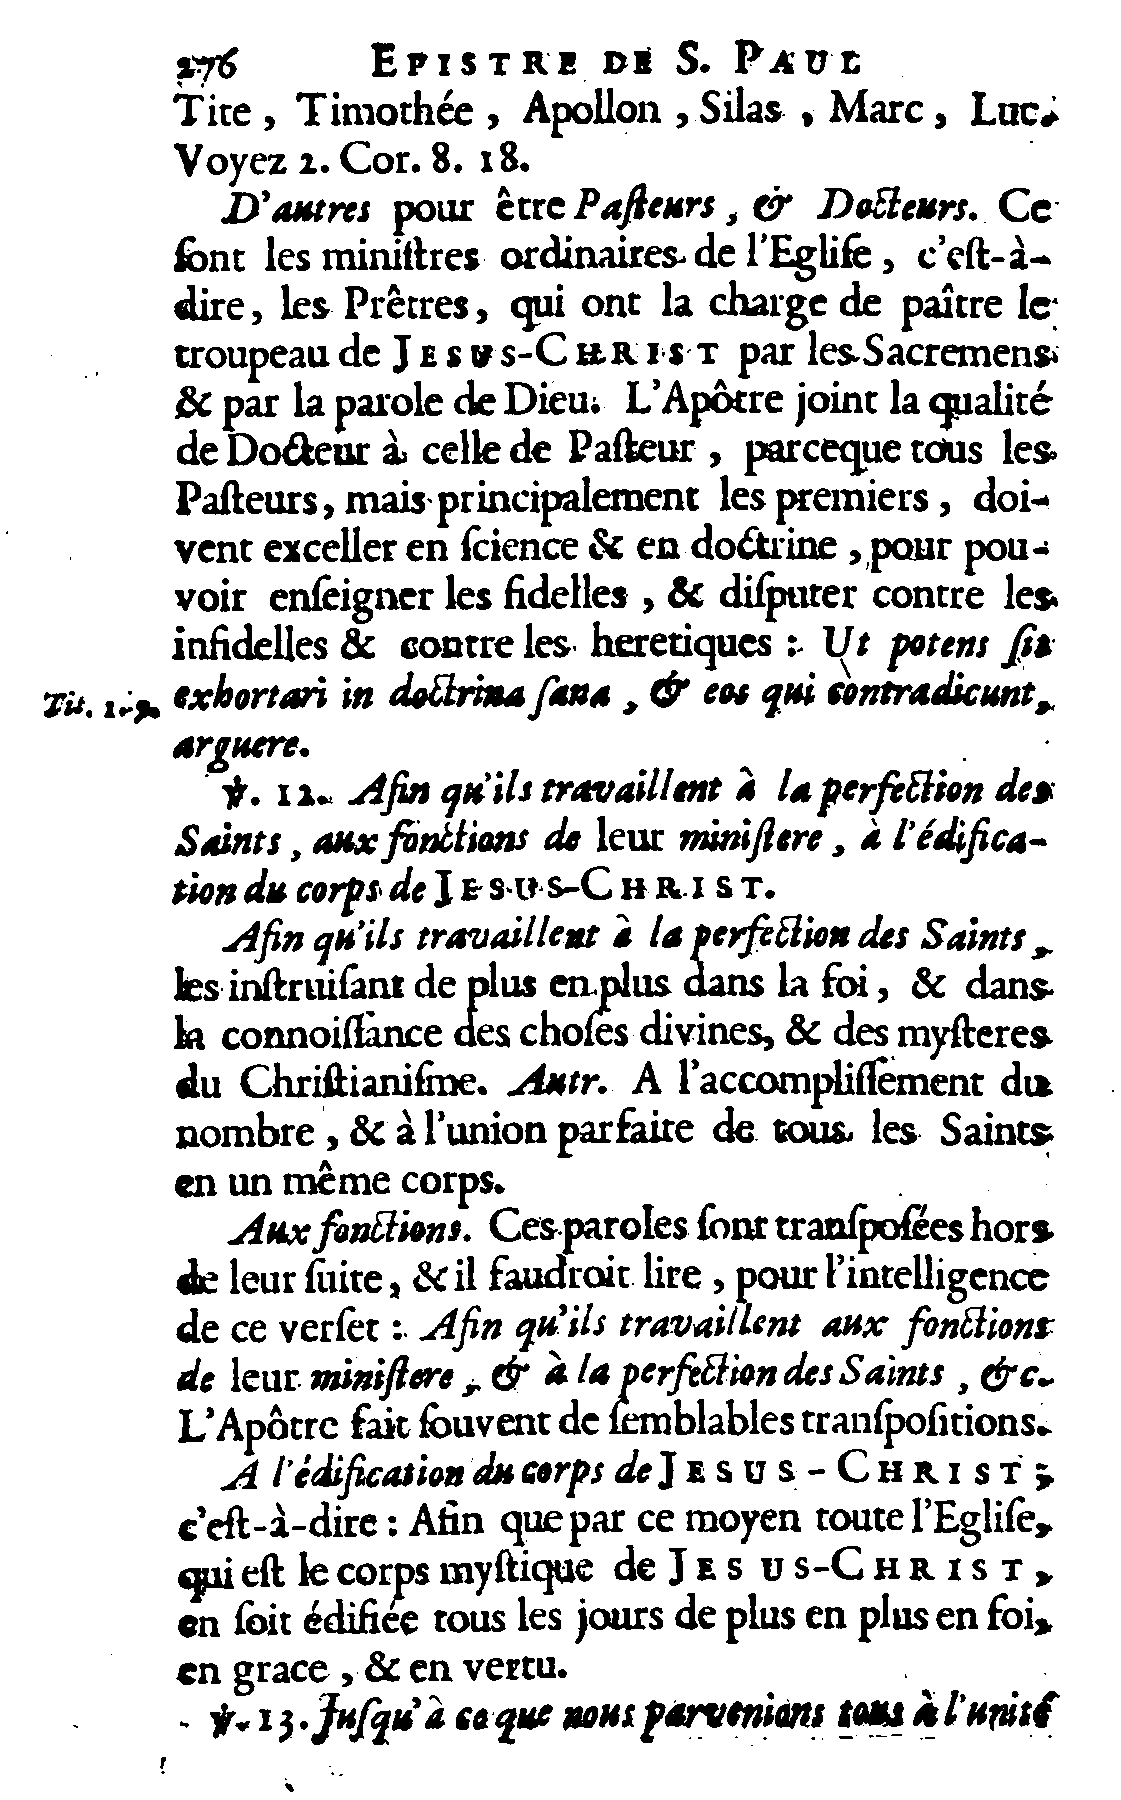 276 EPISTRE DE S. PAUL
Tite, Timothée, Apollon, Silas, Marc, Luc.
Voyez 2. Cor. 8. 18.
D'autres pour être Paſteurs, & Docteurs. Ce
ſont les miniſtres ordinaires de l'Egliſe, c'eſt-à-
dire, les Prêtres, qui ont la charge de paître le
troupeau de JESUS-CHRIST par les Sacremens
& par la parole de Dieu. L'Apôtre joint la qualité
de Docteur à celle de Paſteur, parceque tous les
Paſteurs, mais principalement les premiers, doi-
vent exceller en ſcience & en doctrine, pour pou-
voir enſeigner les fidelles, & diſputer contre les
infidelles & contre les heretiques: Ut potens ſit
Tit. 1. 9. exhortari in doctrina ſana, & eos qui contradicunt,
arguere.
℣. 12. Afin qu'ils travaillent à la perfection des
Saints, aux fonctions de leur miniſtere, à l'édifica-
tion du corps de JESUS-CHRIST.
Afin qu'ils travaillent à la perfection des Saints,
les inſtruiſant de plus en plus dans la foi, & dans
la connoiſſance des choſes divines, & des myſteres
du Chriſtianiſme. Autr. A l'accompliſſement du
nombre, & à l'union parfaite de tous les Saints
en un même corps.
Aux fonctions. Ces paroles ſont tranſpoſées hors
de leur ſuite, & il faudroit lire, pour l'intelligence
de ce verſet: Afin qu'ils travaillent aux fonctions
de leur miniſtere, & à la perfection des Saints, &c.
L'Apôtre fait ſouvent de ſemblables tranſpoſitions.
A l'édification du corps de JESUS-CHRIST;
c'eſt-à-dire: Afin que par ce moyen toute l'Egliſe,
qui eſt le corps myſtique de JESUS-CHRIST,
en ſoit édifiée tous les jours de plus en plus en foi,
en grace, & en vertu.
℣. 13. Juſqu'à ce que nous parvenions tous à l'unité